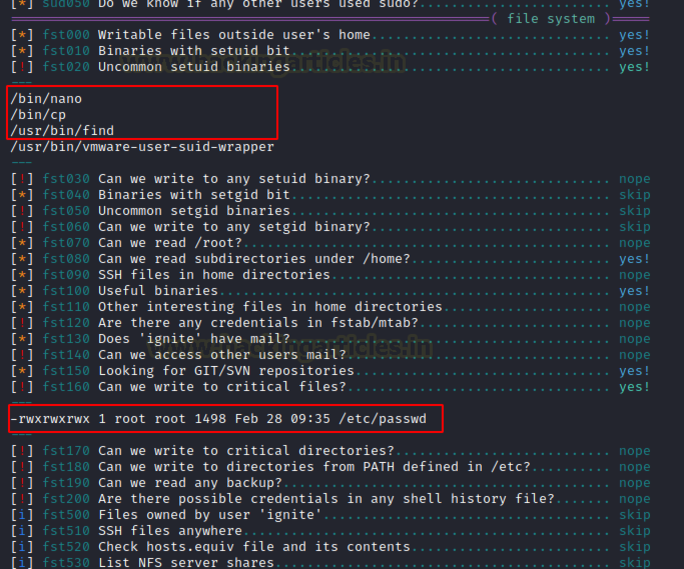 [*] sud050 Do we know if any other users used sudo?............................. yes!
( file system )
[*] fst000 Writable files outside user's home............................... yes!
[*] fst010 Binaries with setuid bit......................................... yes!
[!] fst020 Uncommon setuid binaries......................................... yes!
www.hackingarticles.in
---
/bin/nano
/bin/cp
/usr/bin/find
/usr/bin/vmware-user-suid-wrapper
---
[!] fst030 Can we write to any setuid binary?............................... nope
[*] fst040 Binaries with setgid bit......................................... skip
[!] fst050 Uncommon setgid binaries......................................... skip
[!] fst060 Can we write to any setgid binary?............................... skip
[*] fst070 Can we read /root?............................................... nope
[*] fst080 Can we read subdirectories under /home?.......................... yes!
[*] fst090 SSH files in home directories.................................... nope
[*] fst100 Useful binaries.................................................. yes!
[*] fst110 Other interesting files in home directories...................... nope
[!] fst120 Are there any credentials in fstab/mtab?......................... nope
[*] fst130 Does 'ignite' have mail?......................................... nope
www.hackingarticles.in
[!] fst140 Can we access other users mail?.................................. nope
[*] fst150 Looking for GIT/SVN repositories................................. yes!
[!] fst160 Can we write to critical files?.................................. yes!
---
-rwxrwxrwx 1 root root 1498 Feb 28 09:35 /etc/passwd
---
[!] fst170 Can we write to critical directories?............................ nope
[!] fst180 Can we write to directories from PATH defined in /etc?........... nope
[!] fst190 Can we read any backup?.......................................... nope
[!] fst200 Are there possible credentials in any shell history file?........ nope
[i] fst500 Files owned by user 'ignite'..................................... skip
[i] fst510 SSH files anywhere............................................... skip
[i] fst520 Check hosts.equiv file and its contents.......................... skip
[i] fst530 List NFS server shares........................................... skip